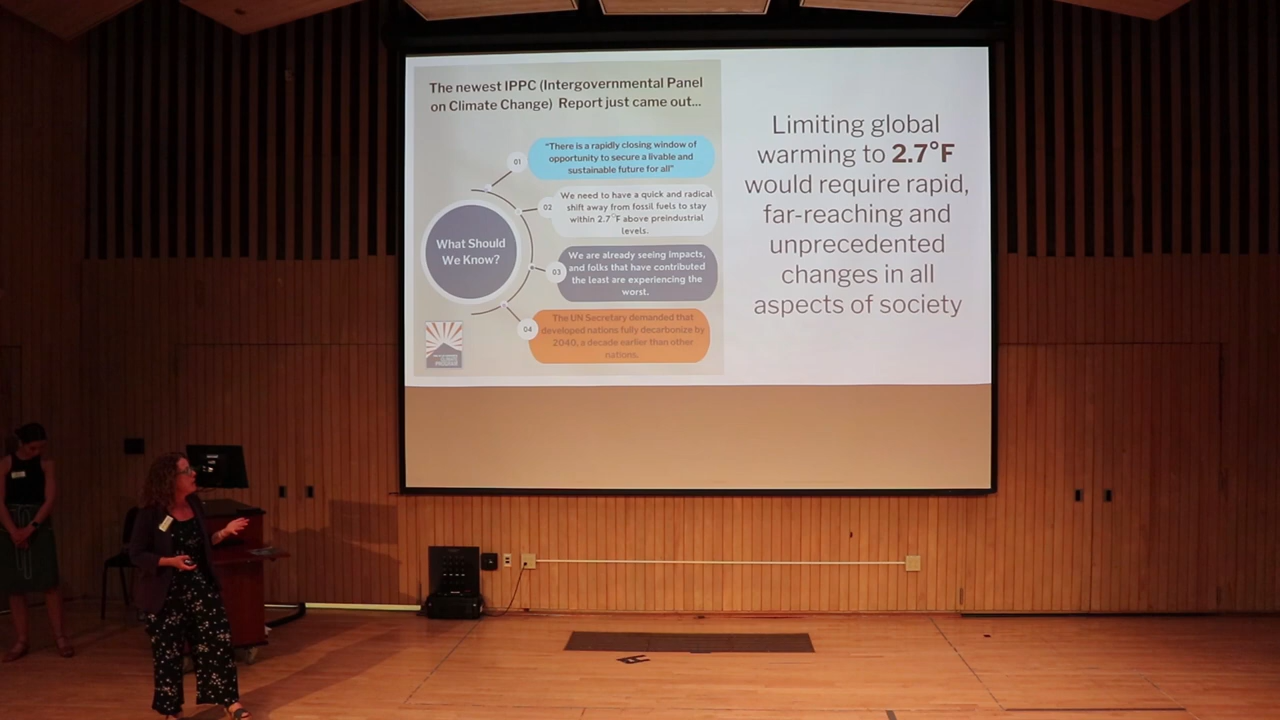 The newest IPPC (Intergovernmental Panel
on Climate Change) Report just came out...
01
"There is a rapidly closing window of
opportunity to secure a livable and
sustainable future for all"
02
We need to have a quick and radical
shift away from fossil fuels to stay
within 2.7°F above preindustrial
levels.
What Should
We Know?
03
We are already seeing impacts,
and folks that have contributed
the least are experiencing the
worst.
04
The UN Secretary demanded that
developed nations fully decarbonize by
2040, a decade earlier than other
nations.
CLIMATE
PROGRAM
Limiting global
warming to 2.7°F
would require rapid,
far-reaching and
unprecedented
changes in all
aspects of society